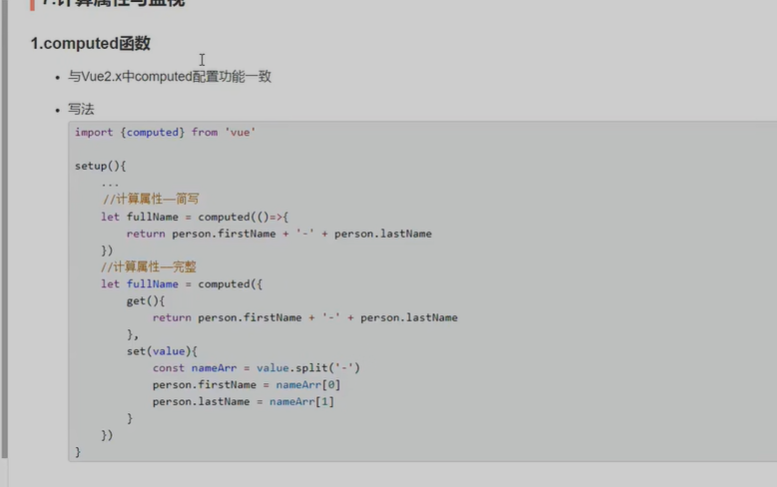 7.计算属性与监视
1.computed函数
• 与Vue2.x中computed配置功能一致
• 写法
import {computed} from 'vue'
setup(){
...
//计算属性——简写
let fullName = computed(()=>{
return person.firstName + '-' + person.lastName
})
//计算属性——完整
let fullName = computed({
get(){
return person.firstName + '-' + person.lastName
},
set(value){
const nameArr = value.split('-')
person.firstName = nameArr[0]
person.lastName = nameArr[1]
}
})
}